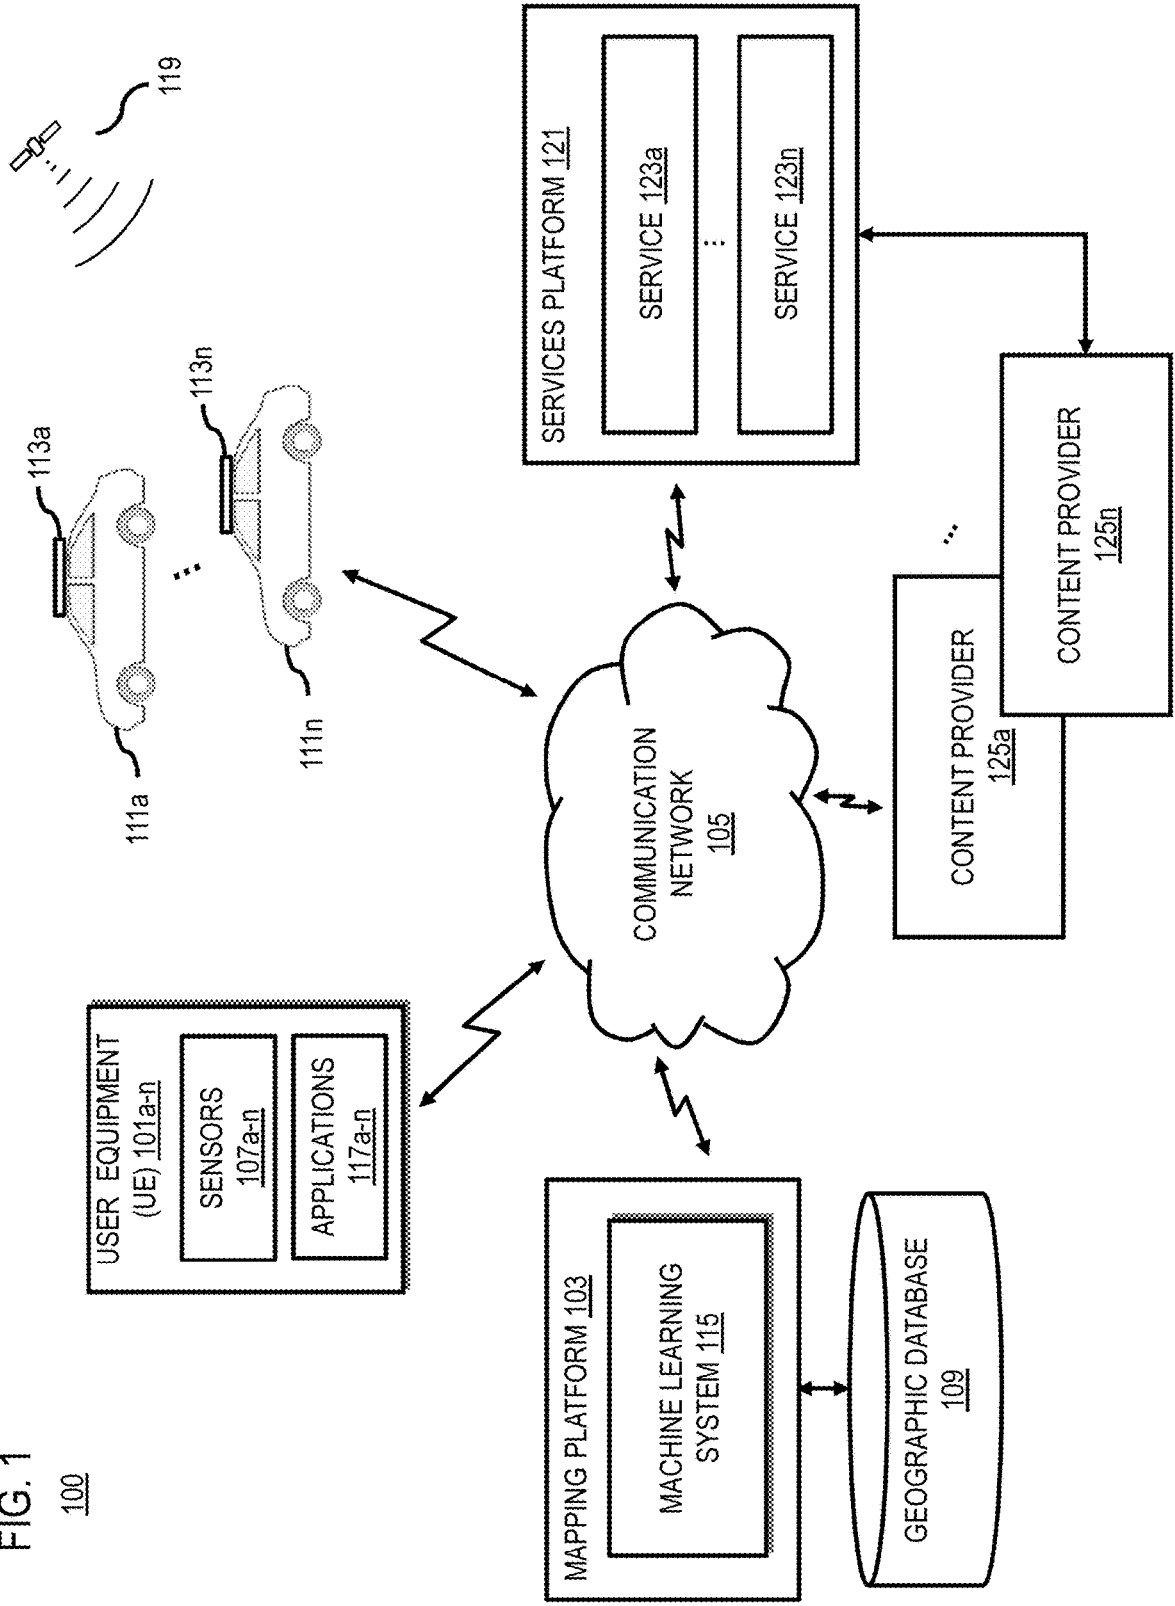 FIG. 1
100
USER EQUIPMENT
(UE) 101a-n
SENSORS
107a-n
APPLICATIONS
117a-n
111a
113a
...
111n
113n
119
MAPPING PLATFORM 103
MACHINE LEARNING
SYSTEM 115
GEOGRAPHIC DATABASE
109
COMMUNICATION
NETWORK
105
SERVICES PLATFORM 121
SERVICE 123a
...
SERVICE 123n
CONTENT PROVIDER
125a
...
CONTENT PROVIDER
125n